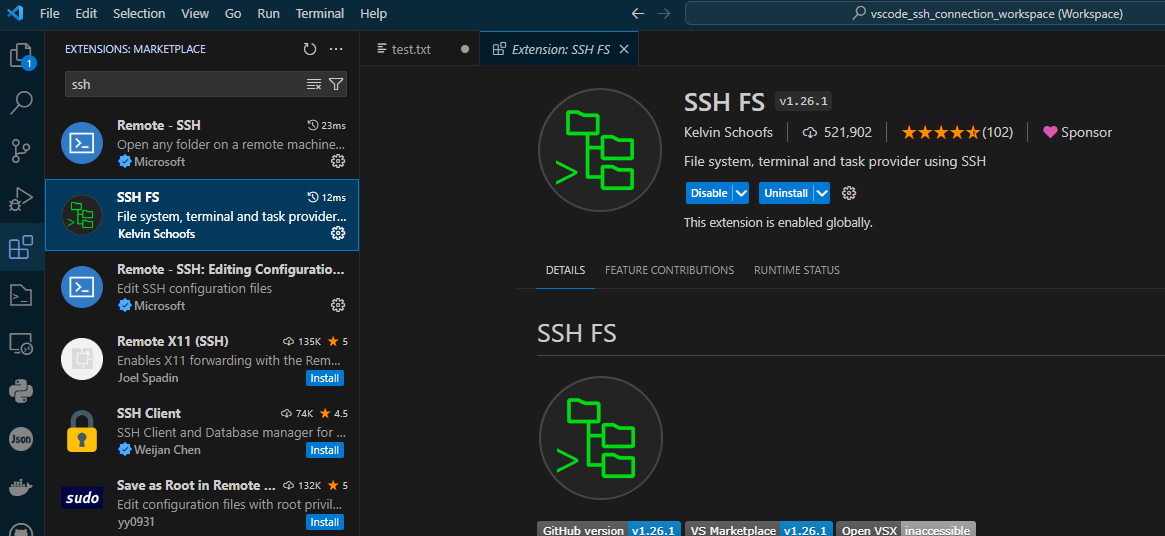 File Edit Selection View Go Run Terminal Help
vscode_ssh_connection_workspace (Workspace)
1
EXTENSIONS: MARKETPLACE
ssh
Remote - SSH 23ms
Open any folder on a remote machine...
Microsoft
SSH FS 12ms
File system, terminal and task provider...
Kelvin Schoofs
Remote - SSH: Editing Configuratio...
Edit SSH configuration files
Microsoft
Remote X11 (SSH) 135K 5
Enables X11 forwarding with the Rem...
Joel Spadin Install
SSH Client 74K 4.5
SSH Client and Database manager for ...
Weijan Chen Install
sudo
Save as Root in Remote ... 132K 5
Edit configuration files with root privil...
yy0931 Install
Json
test.txt
Extension: SSH FS
SSH FS v1.26.1
Kelvin Schoofs 521,902 (102) Sponsor
File system, terminal and task provider using SSH
Disable Uninstall
This extension is enabled globally.
DETAILS FEATURE CONTRIBUTIONS RUNTIME STATUS
SSH FS
GitHub version v1.26.1 VS Marketplace v1.26.1 Open VSX inaccessible